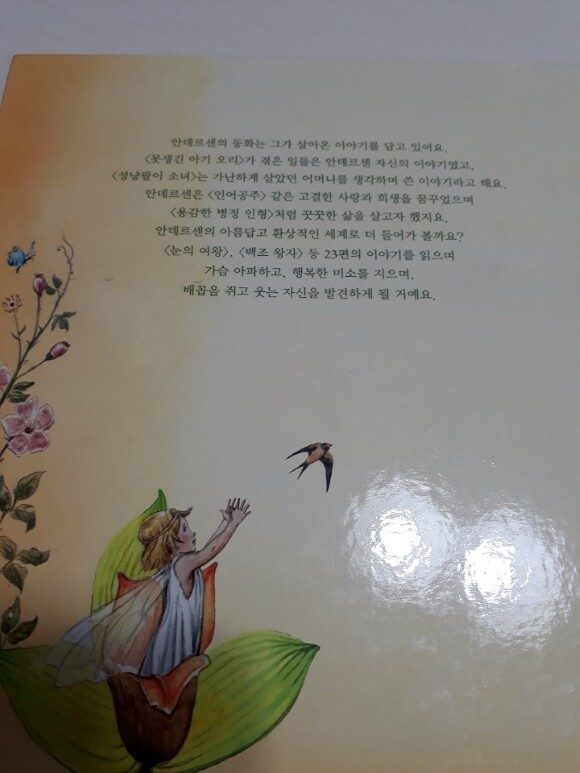 안데르센의 동화는 그가 살아온 이야기를 담고 있어요.
〈못생긴 아기 오리〉가 겪은 일들은 안데르센 자신의 이야기였고,
〈성냥팔이 소녀〉는 가난하게 살았던 어머니를 생각하며 쓴 이야기라고 해요.
안데르센은 〈인어공주〉 같은 고결한 사랑과 희생을 꿈꾸었으며
〈용감한 병정 인형〉처럼 꿋꿋한 삶을 살고자 했지요.
안데르센의 아름답고 환상적인 세계로 더 들어가 볼까요?
〈눈의 여왕〉, 〈백조 왕자〉 등 23편의 이야기를 읽으며
가슴 아파하고, 행복한 미소를 지으며,
배꼽을 쥐고 웃는 자신을 발견하게 될 거예요.